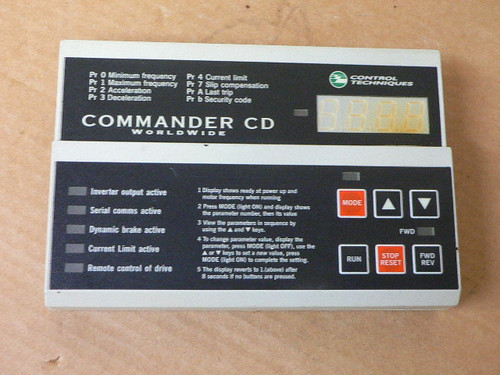 Pr 0 Minimum frequency
Pr 1 Maximum frequency
Pr 2 Acceleration
Pr 3 Deceleration
Pr 4 Current limit
Pr 7 Slip compensation
Pr A Last trip
Pr b Security code
CONTROL
TECHNIQUES
COMMANDER CD
WORLDWIDE
Inverter output active
Serial comms active
Dynamic brake active
Current Limit active
Remote control of drive
1 Display shows ready at power up and
motor frequency when running
2 Press MODE (light ON) and display shows
the parameter number, then its value
3 View the parameters in sequence by
using the ▲ and ▼ keys.
4 To change parameter value, display the
parameter, press MODE (light OFF), use the
▲ or ▼ keys to set a new value, press
MODE (light on) to complete the setting.
5 The display reverts to 1.(above) after
8 seconds if no buttons are pressed.
MODE
▲
▼
FWD
RUN
STOP
RESET
FWD
REV